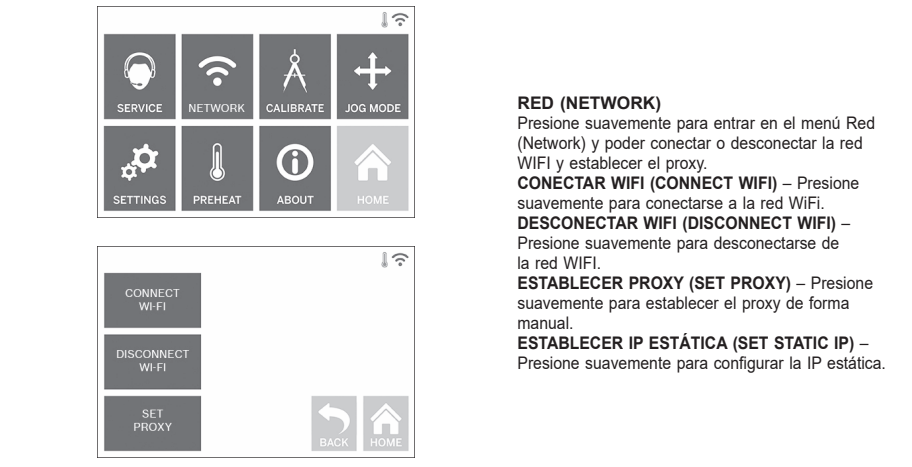 SERVICE
NETWORK
CALIBRATE
JOG MODE
SETTINGS
PREHEAT
ABOUT
HOME
CONNECT
WI-FI
DISCONNECT
WI-FI
SET
PROXY
BACK
HOME
RED (NETWORK)
Presione suavemente para entrar en el menú Red
(Network) y poder conectar o desconectar la red
WIFI y establecer el proxy.
CONECTAR WIFI (CONNECT WIFI) – Presione
suavemente para conectarse a la red WiFi.
DESCONECTAR WIFI (DISCONNECT WIFI) –
Presione suavemente para desconectarse de
la red WIFI.
ESTABLECER PROXY (SET PROXY) – Presione
suavemente para establecer el proxy de forma
manual.
ESTABLECER IP ESTÁTICA (SET STATIC IP) –
Presione suavemente para configurar la IP estática.